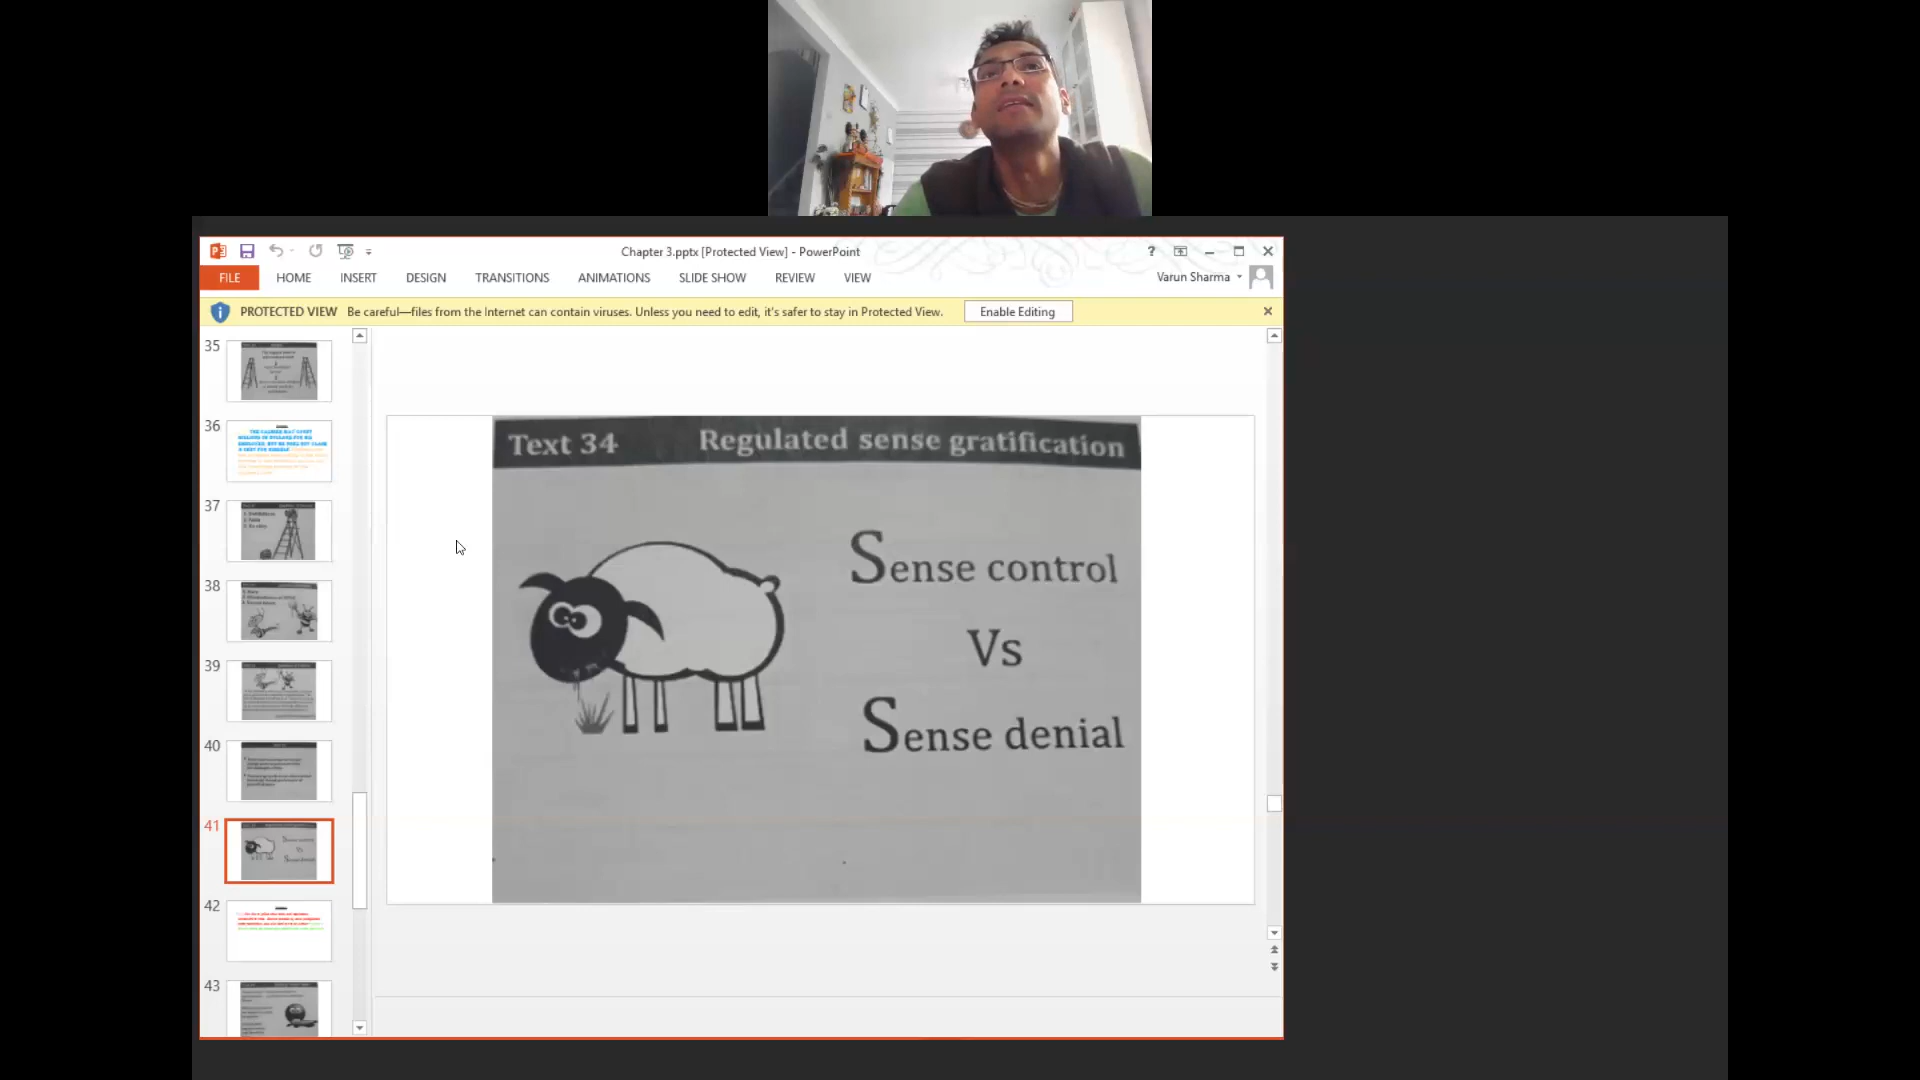 Chapter 3.pptx [Protected View] - PowerPoint
?
FILE HOME INSERT DESIGN TRANSITIONS ANIMATIONS SLIDE SHOW REVIEW VIEW
Varun Sharma
PROTECTED VIEW Be careful—files from the Internet can contain viruses. Unless you need to edit, it's safer to stay in Protected View.
Enable Editing
35
36
37
38
39
40
41
42
43
Text 34 Regulated sense gratification
Sense control
Vs
Sense denial